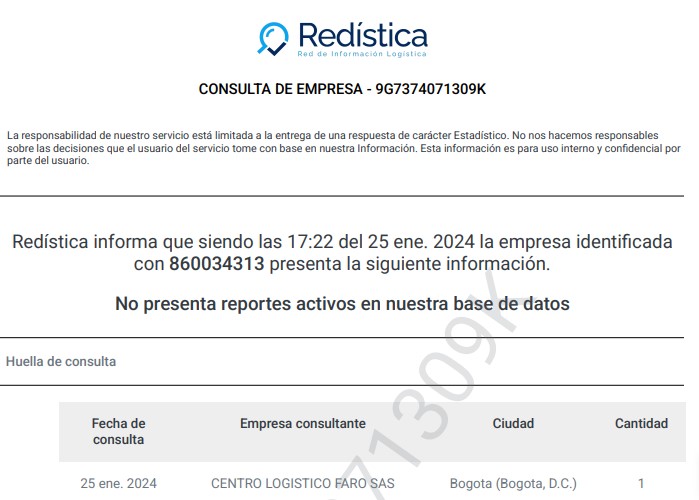 Redística
Red de Información Logística
CONSULTA DE EMPRESA - 9G7374071309K
La responsabilidad de nuestro servicio está limitada a la entrega de una respuesta de carácter Estadístico. No nos hacemos responsables
sobre las decisiones que el usuario del servicio tome con base en nuestra Información. Esta información es para uso interno y confidencial por
parte del usuario.
Redística informa que siendo las 17:22 del 25 ene. 2024 la empresa identificada
con 860034313 presenta la siguiente información.
No presenta reportes activos en nuestra base de datos
Huella de consulta
Fecha de consulta Empresa consultante Ciudad Cantidad
25 ene. 2024 CENTRO LOGISTICO FARO SAS Bogota (Bogota, D.C.) 1
71309K